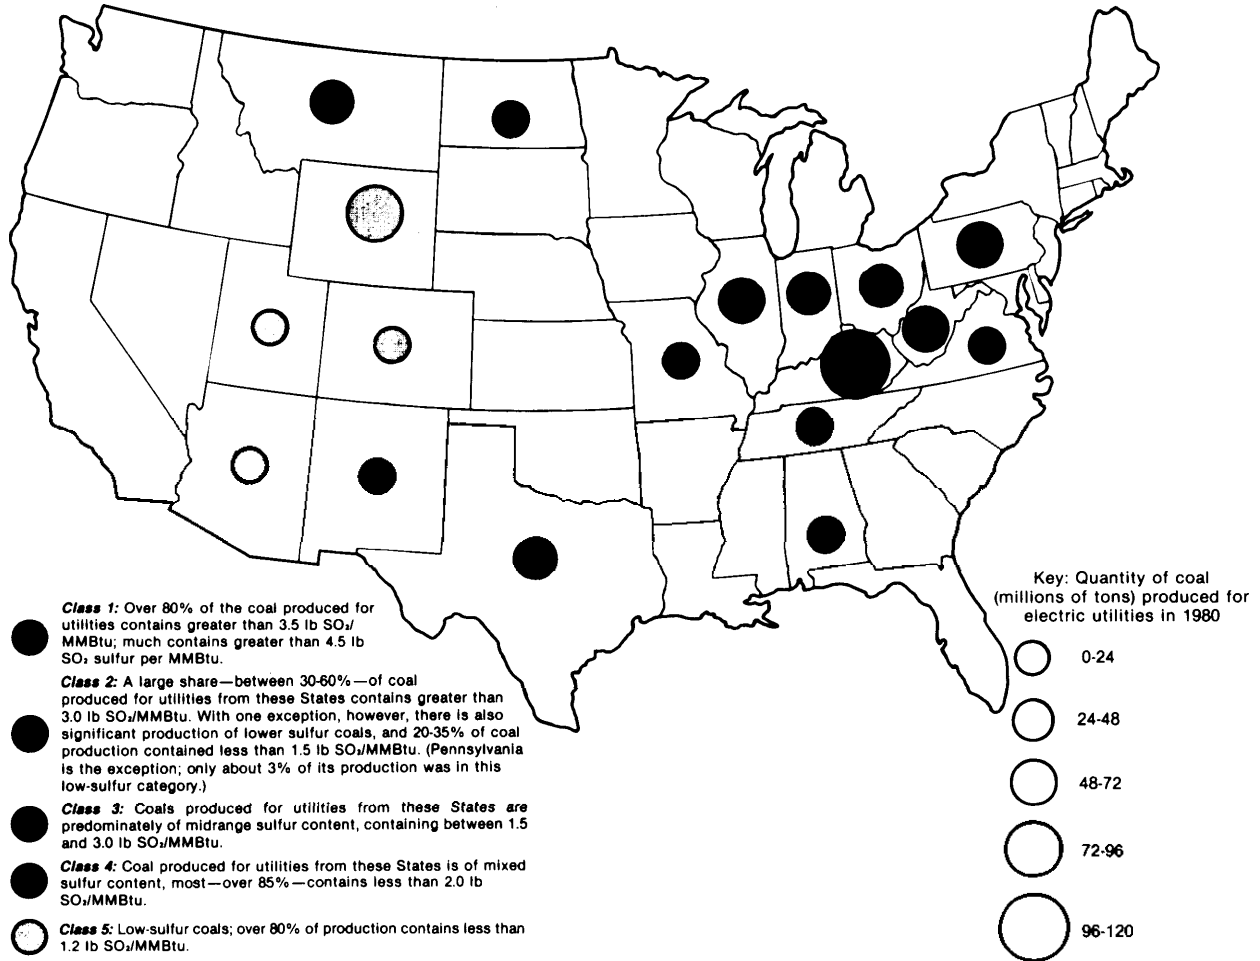 Class 1: Over 80% of the coal produced for
utilities contains greater than 3.5 lb SO₂/
MMBtu; much contains greater than 4.5 lb
SO₂ sulfur per MMBtu.
Class 2: A large share—between 30-60%—of coal
produced for utilities from these States contains greater than
3.0 lb SO₂/MMBtu. With one exception, however, there is also
significant production of lower sulfur coals, and 20-35% of coal
production contained less than 1.5 lb SO₂/MMBtu. (Pennsylvania
is the exception; only about 3% of its production was in this
low-sulfur category.)
Class 3: Coals produced for utilities from these States are
predominately of midrange sulfur content, containing between 1.5
and 3.0 lb SO₂/MMBtu.
Class 4: Coal produced for utilities from these States is of mixed
sulfur content, most—over 85%—contains less than 2.0 lb
SO₂/MMBtu.
Class 5: Low-sulfur coals; over 80% of production contains less than
1.2 lb SO₂/MMBtu.
Key: Quantity of coal
(millions of tons) produced for
electric utilities in 1980
0-24
24-48
48-72
72-96
96-120